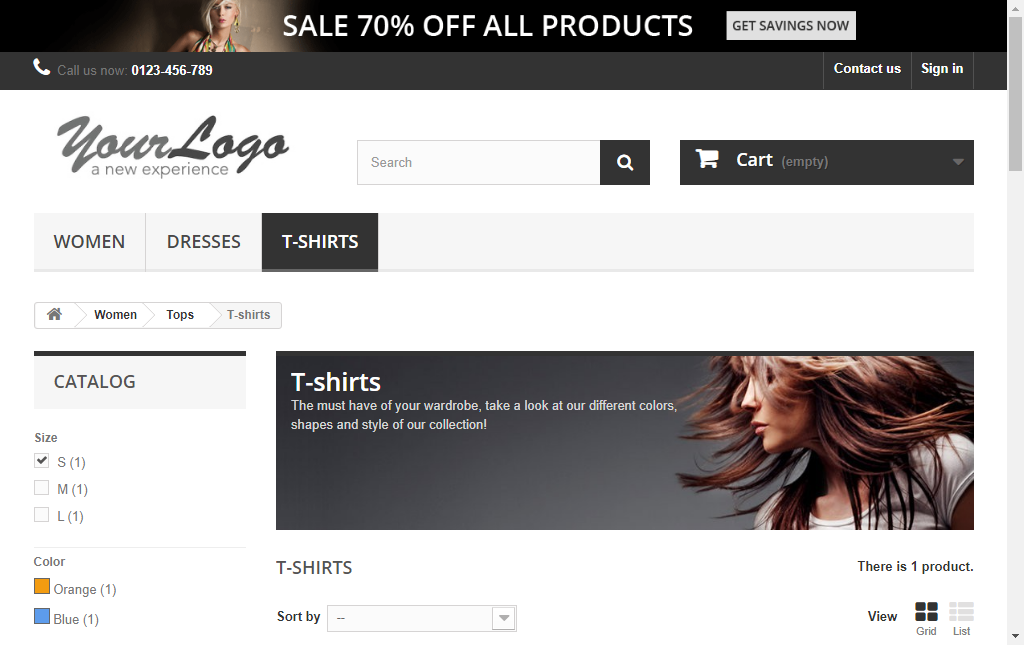 SALE 70% OFF ALL PRODUCTS GET SAVINGS NOW
Call us now: 0123-456-789 Contact us Sign in
YourLogo
a new experience
Search
Cart (empty)
WOMEN DRESSES T-SHIRTS
Women Tops T-shirts
CATALOG
Size
S (1)
M (1)
L (1)
Color
Orange (1)
Blue (1)
T-shirts
The must have of your wardrobe, take a look at our different colors,
shapes and style of our collection!
T-SHIRTS There is 1 product.
Sort by -- View Grid List